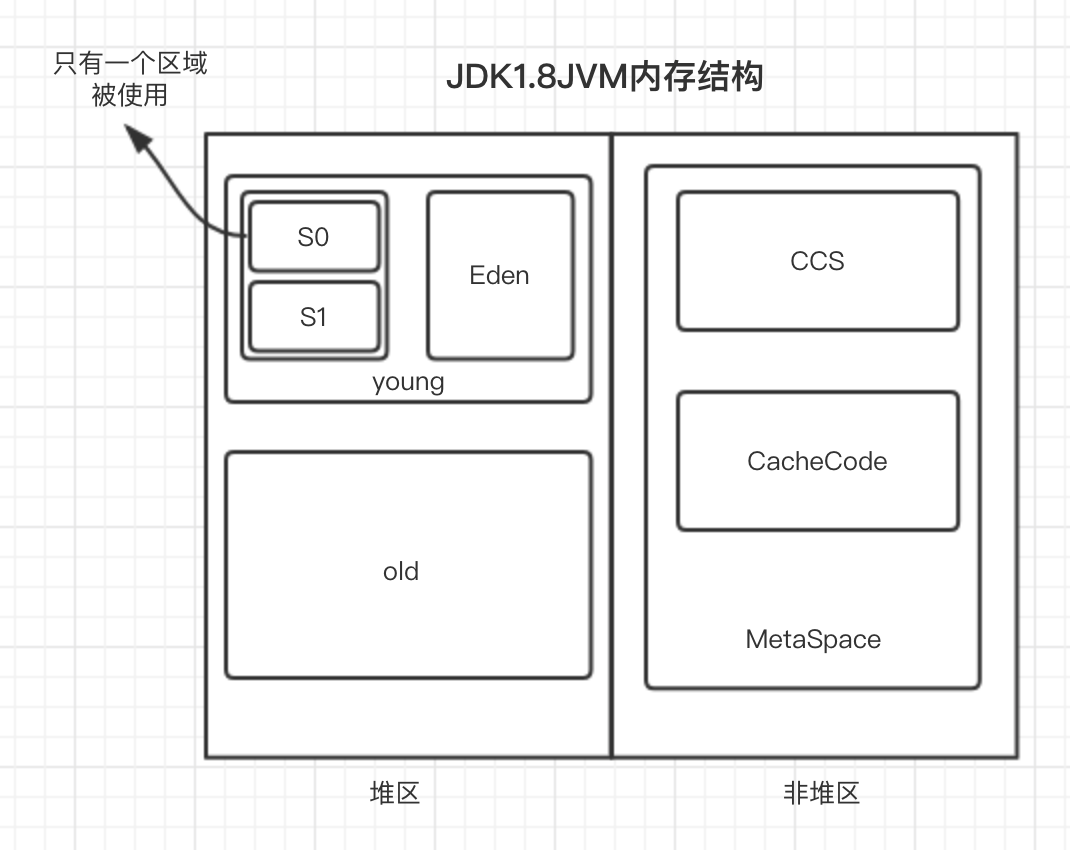 只有一个区域
被使用
JDK1.8JVM内存结构
S0
S1
Eden
young
old
CCS
CacheCode
MetaSpace
堆区
非堆区